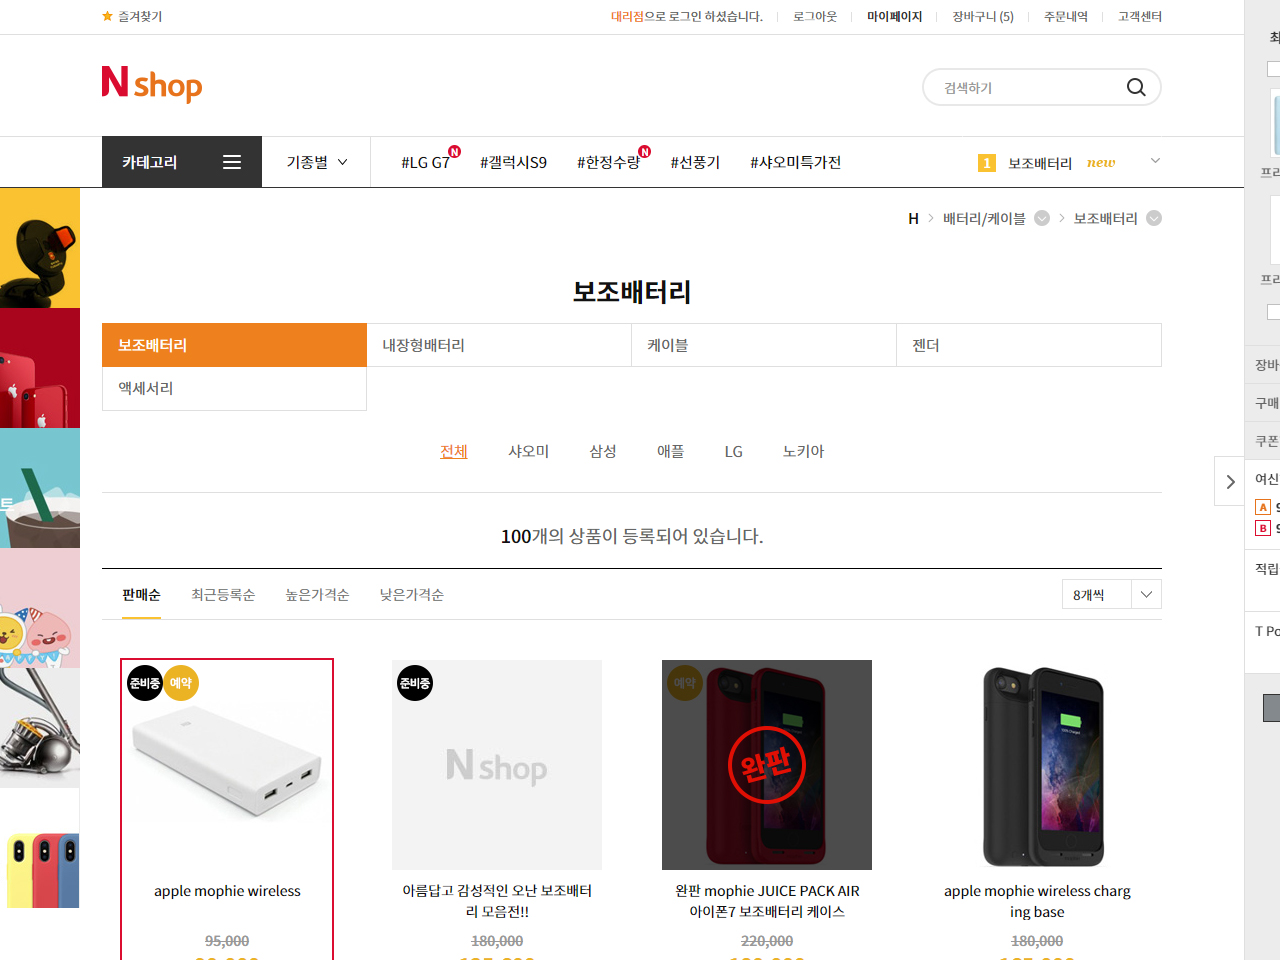 즐겨찾기
대리점으로 로그인 하셨습니다.
로그아웃
마이페이지
장바구니 (5)
주문내역
고객센터
N shop
검색하기
카테고리
기종별
#LG G7 N
#갤럭시S9
#한정수량 N
#선풍기
#샤오미특가전
1 보조배터리 new
H
배터리/케이블
보조배터리
보조배터리
보조배터리
내장형배터리
케이블
젠더
액세서리
전체
샤오미
삼성
애플
LG
노키아
100개의 상품이 등록되어 있습니다.
판매순
최근등록순
높은가격순
낮은가격순
8개씩
준비중
예약
준비중
N shop
예약
완판
apple mophie wireless
95,000
아름답고 감성적인 오난 보조배터
리 모음전!!
180,000
완판 mophie JUICE PACK AIR
아이폰7 보조배터리 케이스
220,000
apple mophie wireless charg
ing base
180,000
프리
프리
장바
구매
쿠폰
여신
A 9
B 9
적립
T Po